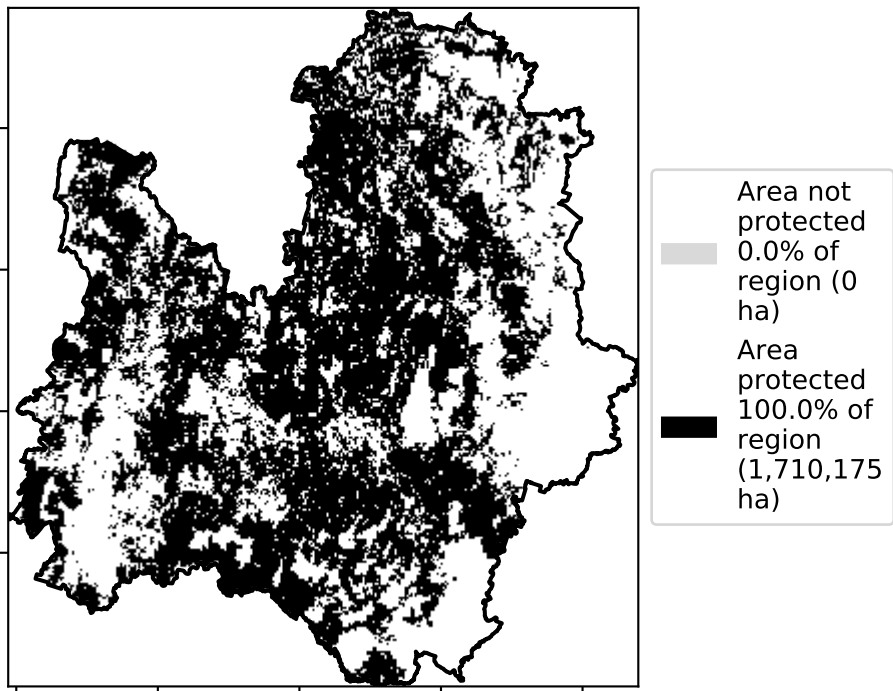 Area not
protected
0.0% of
region (0
ha)
Area
protected
100.0% of
region
(1,710,175
ha)